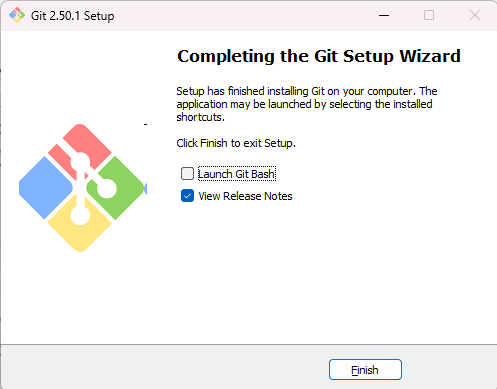 Git 2.50.1 Setup
Completing the Git Setup Wizard
Setup has finished installing Git on your computer. The
application may be launched by selecting the installed
shortcuts.
Click Finish to exit Setup.
Launch Git Bash
View Release Notes
Finish